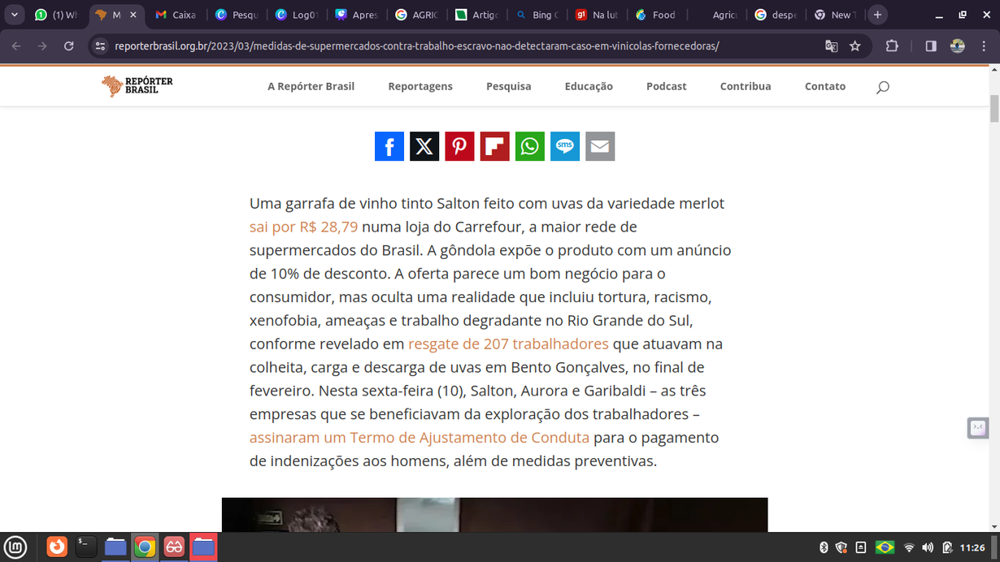 (1) Wh
M
Caixa
Pesqu
Log01
Apres
AGRIC
Artigo
Bing C
Na lut
Food
Agricu
despe
New T
reporterbrasil.org.br/2023/03/medidas-de-supermercados-contra-trabalho-escravo-nao-detectaram-caso-em-vinicolas-fornecedoras/
REPÓRTER
BRASIL
A Repórter Brasil
Reportagens
Pesquisa
Educação
Podcast
Contribua
Contato
Uma garrafa de vinho tinto Salton feito com uvas da variedade merlot
sai por R$ 28,79 numa loja do Carrefour, a maior rede de
supermercados do Brasil. A gôndola expõe o produto com um anúncio
de 10% de desconto. A oferta parece um bom negócio para o
consumidor, mas oculta uma realidade que incluiu tortura, racismo,
xenofobia, ameaças e trabalho degradante no Rio Grande do Sul,
conforme revelado em resgate de 207 trabalhadores que atuavam na
colheita, carga e descarga de uvas em Bento Gonçalves, no final de
fevereiro. Nesta sexta-feira (10), Salton, Aurora e Garibaldi – as três
empresas que se beneficiavam da exploração dos trabalhadores –
assinaram um Termo de Ajustamento de Conduta para o pagamento
de indenizações aos homens, além de medidas preventivas.
11:26